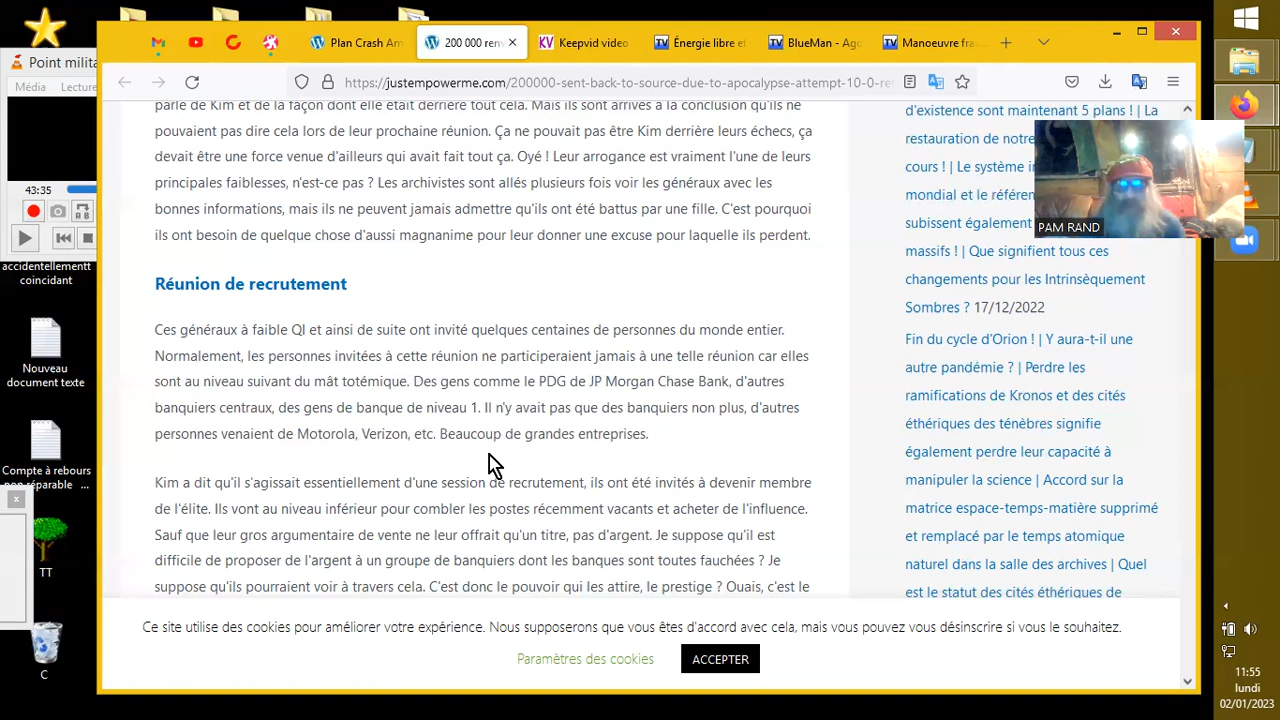 Point milita
Média
Lecture
43:35
accidentellementt
coincidant
Nouveau
document texte
Compte à rebours
non réparable ...
x
TT
C
Plan Crash Am
200 000 renv
Keepvid video
Énergie libre et
BlueMan - Ago
Manoeuvre fra
https://justempowerme.com/200000-sent-back-to-source-due-to-apocalypse-attempt-10-0-rem
parle de Kim et de la façon dont elle était derrière tout cela. Mais ils sont arrivés à la conclusion qu'ils ne
pouvaient pas dire cela lors de leur prochaine réunion. Ça ne pouvait pas être Kim derrière leurs échecs, ça
devait être une force venue d'ailleurs qui avait fait tout ça. Oyé ! Leur arrogance est vraiment l'une de leurs
principales faiblesses, n'est-ce pas ? Les archivistes sont allés plusieurs fois voir les généraux avec les
bonnes informations, mais ils ne peuvent jamais admettre qu'ils ont été battus par une fille. C'est pourquoi
ils ont besoin de quelque chose d'aussi magnanime pour leur donner une excuse pour laquelle ils perdent.
Réunion de recrutement
Ces généraux à faible QI et ainsi de suite ont invité quelques centaines de personnes du monde entier.
Normalement, les personnes invitées à cette réunion ne participeraient jamais à une telle réunion car elles
sont au niveau suivant du mât totémique. Des gens comme le PDG de JP Morgan Chase Bank, d'autres
banquiers centraux, des gens de banque de niveau 1. Il n'y avait pas que des banquiers non plus, d'autres
personnes venaient de Motorola, Verizon, etc. Beaucoup de grandes entreprises.
Kim a dit qu'il s'agissait essentiellement d'une session de recrutement, ils ont été invités à devenir membre
de l'élite. Ils vont au niveau inférieur pour combler les postes récemment vacants et acheter de l'influence.
Sauf que leur gros argumentaire de vente ne leur offrait qu'un titre, pas d'argent. Je suppose qu'il est
difficile de proposer de l'argent à un groupe de banquiers dont les banques sont toutes fauchées ? Je
suppose qu'ils pourraient voir à travers cela. C'est donc le pouvoir qui les attire, le prestige ? Ouais, c'est le
d'existence sont maintenant 5 plans ! | La
restauration de notre
cours ! | Le système in
mondial et le référen
subissent également
massifs ! | Que signifient tous ces
changements pour les Intrinsèquement
Sombres ? 17/12/2022
Fin du cycle d'Orion ! | Y aura-t-il une
autre pandémie ? | Perdre les
ramifications de Kronos et des cités
éthériques des ténèbres signifie
également perdre leur capacité à
manipuler la science | Accord sur la
matrice espace-temps-matière supprimé
et remplacé par le temps atomique
naturel dans la salle des archives | Quel
est le statut des cités éthériques de
PAM RAND
Ce site utilise des cookies pour améliorer votre expérience. Nous supposerons que vous êtes d'accord avec cela, mais vous pouvez vous désinscrire si vous le souhaitez.
Paramètres des cookies
ACCEPTER
11:55
lundi
02/01/2023